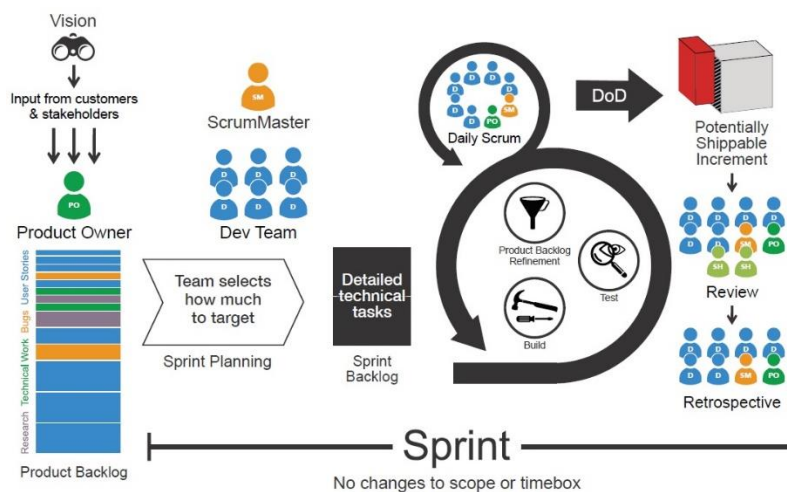 Vision
Input from customers
& stakeholders
PO
Product Owner
User Stories
Bugs
Technical Work
Research
Product Backlog
SM
ScrumMaster
D D D
D D D
Dev Team
Team selects
how much
to target
Sprint Planning
Detailed
technical
tasks
Sprint
Backlog
D D
D D
D SM
D PO
Daily Scrum
Product Backlog
Refinement
Test
Build
DoD
Potentially
Shippable
Increment
D D D D
D D SM PO
SH SH
Review
D D D D
D D SM PO
Retrospective
Sprint
No changes to scope or timebox